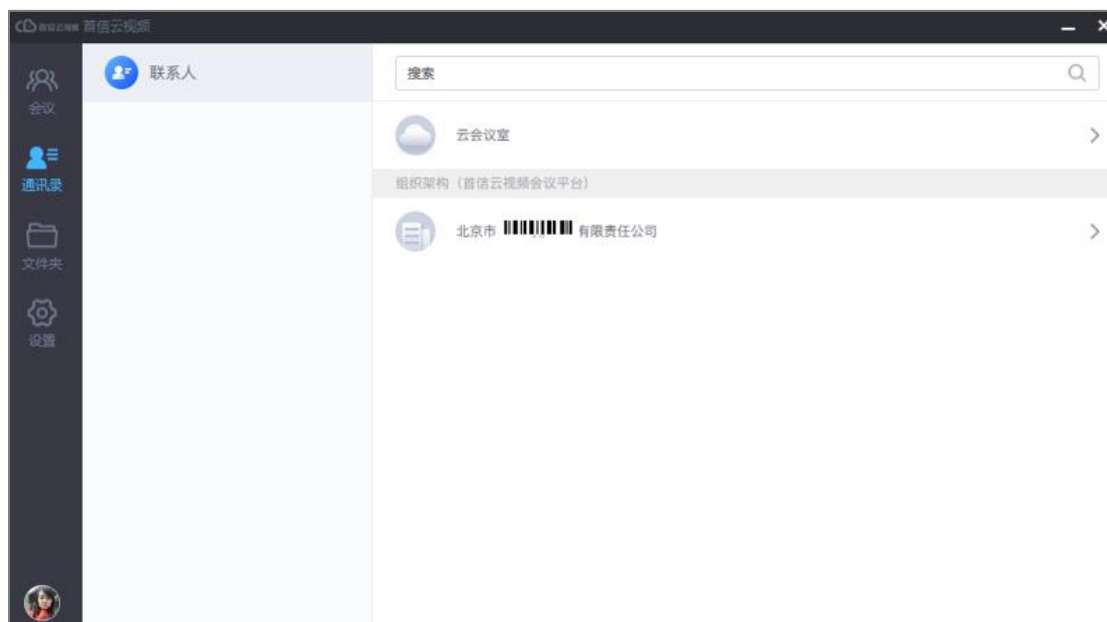 首信云视频
会议
通讯录
文件夹
设置
联系人
搜索
云会议室
组织架构（首信云视频会议平台）
北京市 有限责任公司